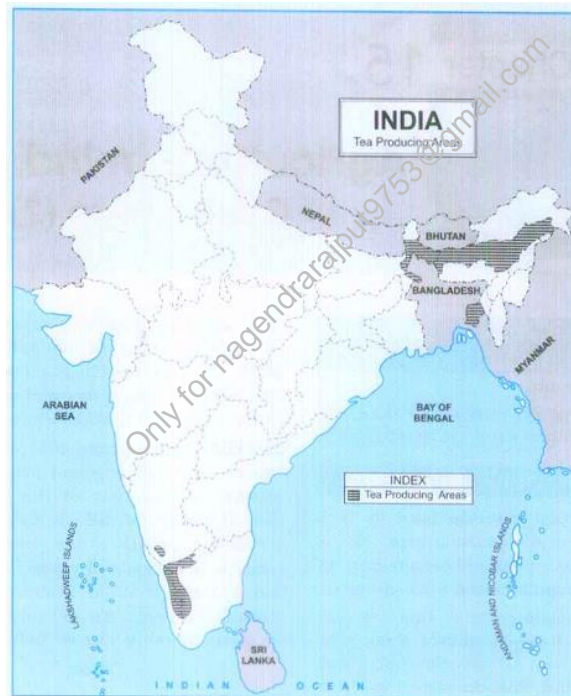 INDIA
Tea Producing Areas
PAKISTAN
NEPAL
BHUTAN
BANGLADESH
MYANMAR
ARABIAN
SEA
BAY OF
BENGAL
INDEX
Tea Producing Areas
LAKSHADWEEP ISLANDS
ANDAMAN AND NICOBAR ISLANDS
SRI
LANKA
INDIAN OCEAN
Only for nagendrarajput9753@gmail.com